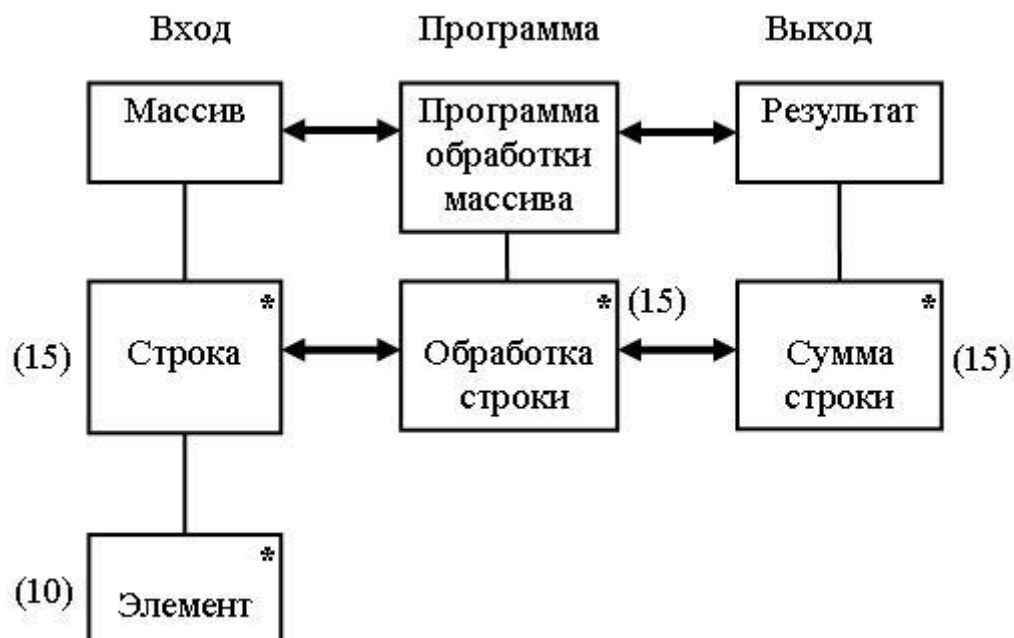 Вход Программа Выход
Массив
Программа
обработки
массива
Результат
(15)
*
Строка
*
(15)
Обработка
строки
*
Сумма
строки
(15)
(10)
*
Элемент